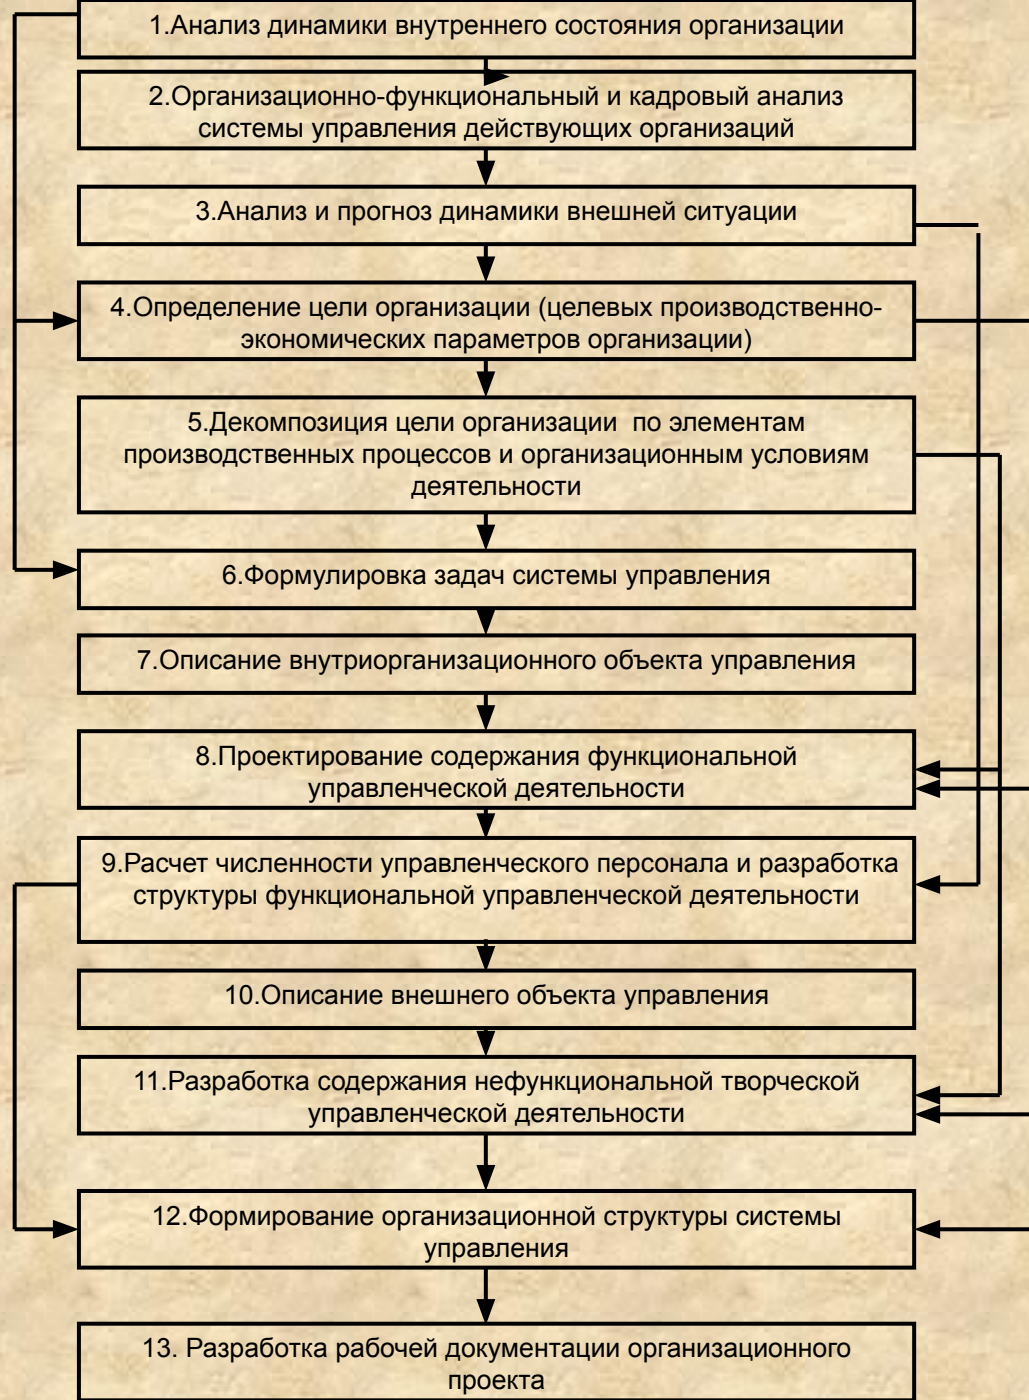 1.Анализ динамики внутреннего состояния организации
2.Организационно-функциональный и кадровый анализ
системы управления действующих организаций
3.Анализ и прогноз динамики внешней ситуации
4.Определение цели организации (целевых производственно-
экономических параметров организации)
5.Декомпозиция цели организации  по элементам
производственных процессов и организационным условиям
деятельности
6.Формулировка задач системы управления
7.Описание внутриорганизационного объекта управления
8.Проектирование содержания функциональной
управленческой деятельности
9.Расчет численности управленческого персонала и разработка
структуры функциональной управленческой деятельности
10.Описание внешнего объекта управления
11.Разработка содержания нефункциональной творческой
управленческой деятельности
12.Формирование организационной структуры системы
управления
13. Разработка рабочей документации организационного
проекта